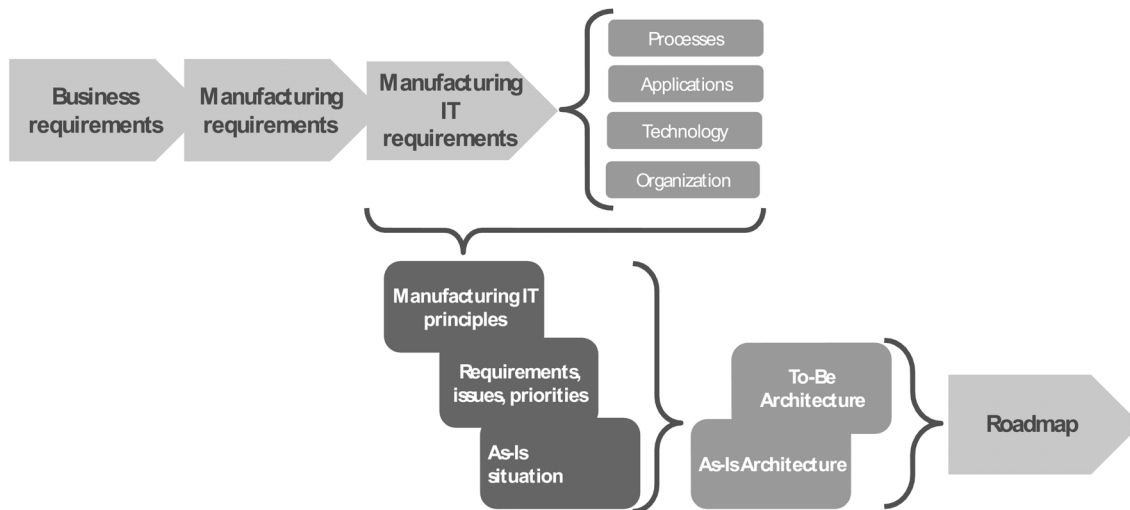 Business
requirements
Manufacturing
requirements
Manufacturing
IT
requirements
Processes
Applications
Technology
Organization
Manufacturing IT
principles
Requirements,
issues, priorities
As-Is
situation
To-Be
Architecture
As-Is Architecture
Roadmap